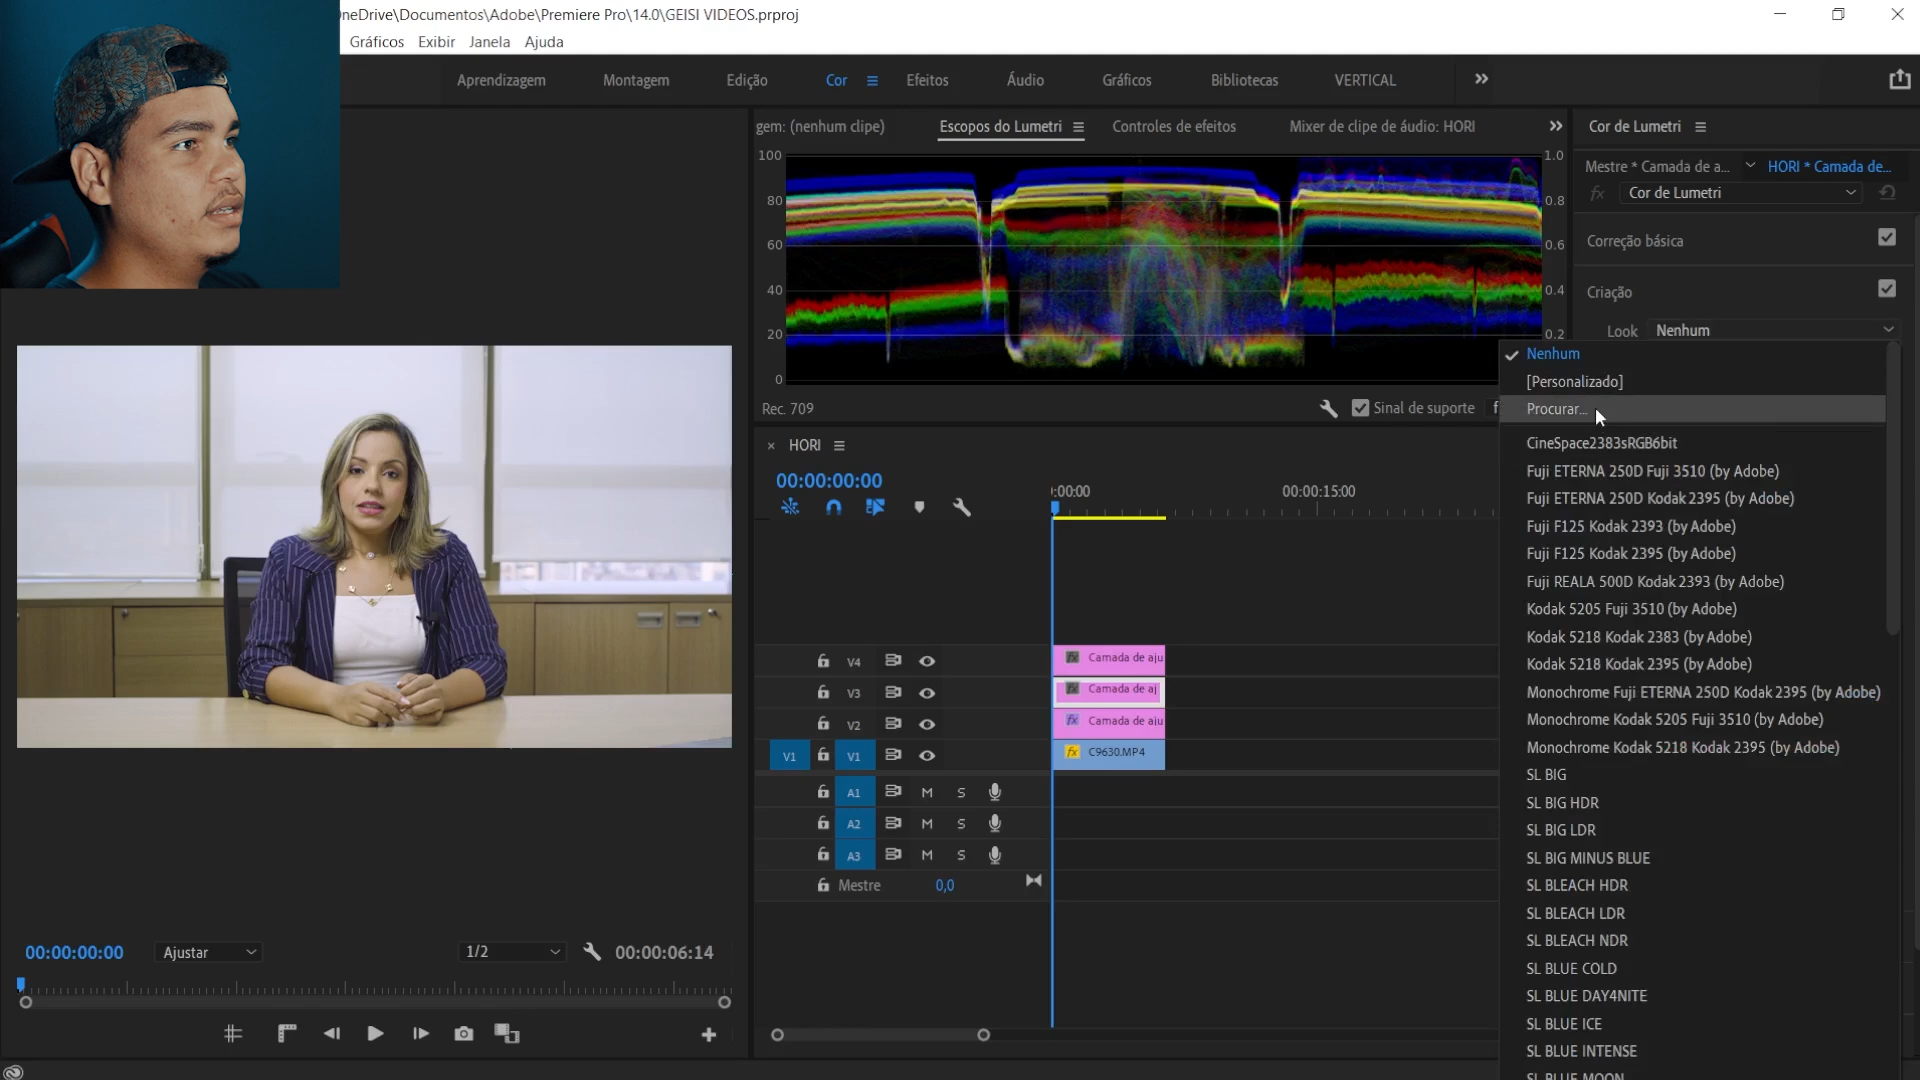 OneDrive\Documentos\Adobe\Premiere Pro\14.0\GEISI VIDEOS.prproj
Gráficos Exibir Janela Ajuda
Aprendizagem Montagem Edição Cor Efeitos Áudio Gráficos Bibliotecas VERTICAL
gem: (nenhum clipe) Escopos do Lumetri Controles de efeitos Mixer de clipe de áudio: HORI
100
80
60
40
20
0
1.0
0.8
0.6
0.4
0.2
Rec. 709 Sinal de suporte f
Cor de Lumetri
Mestre * Camada de a... HORI * Camada de...
fx Cor de Lumetri
Correção básica
Criação
Look Nenhum
Nenhum
[Personalizado]
Procurar...
CineSpace2383sRGB6bit
Fuji ETERNA 250D Fuji 3510 (by Adobe)
Fuji ETERNA 250D Kodak 2395 (by Adobe)
Fuji F125 Kodak 2393 (by Adobe)
Fuji F125 Kodak 2395 (by Adobe)
Fuji REALA 500D Kodak 2393 (by Adobe)
Kodak 5205 Fuji 3510 (by Adobe)
Kodak 5218 Kodak 2383 (by Adobe)
Kodak 5218 Kodak 2395 (by Adobe)
Monochrome Fuji ETERNA 250D Kodak 2395 (by Adobe)
Monochrome Kodak 5205 Fuji 3510 (by Adobe)
Monochrome Kodak 5218 Kodak 2395 (by Adobe)
SL BIG
SL BIG HDR
SL BIG LDR
SL BIG MINUS BLUE
SL BLEACH HDR
SL BLEACH LDR
SL BLEACH NDR
SL BLUE COLD
SL BLUE DAY4NITE
SL BLUE ICE
SL BLUE INTENSE
SL BLUE MOON
× HORI
00:00:00:00
:00:00 00:00:15:00
V4 fx Camada de aju
V3 fx Camada de aj
V2 fx Camada de aju
V1 V1 fx C9630.MP4
A1 M S
A2 M S
A3 M S
Mestre 0,0
00:00:00:00 Ajustar 1/2 00:00:06:14